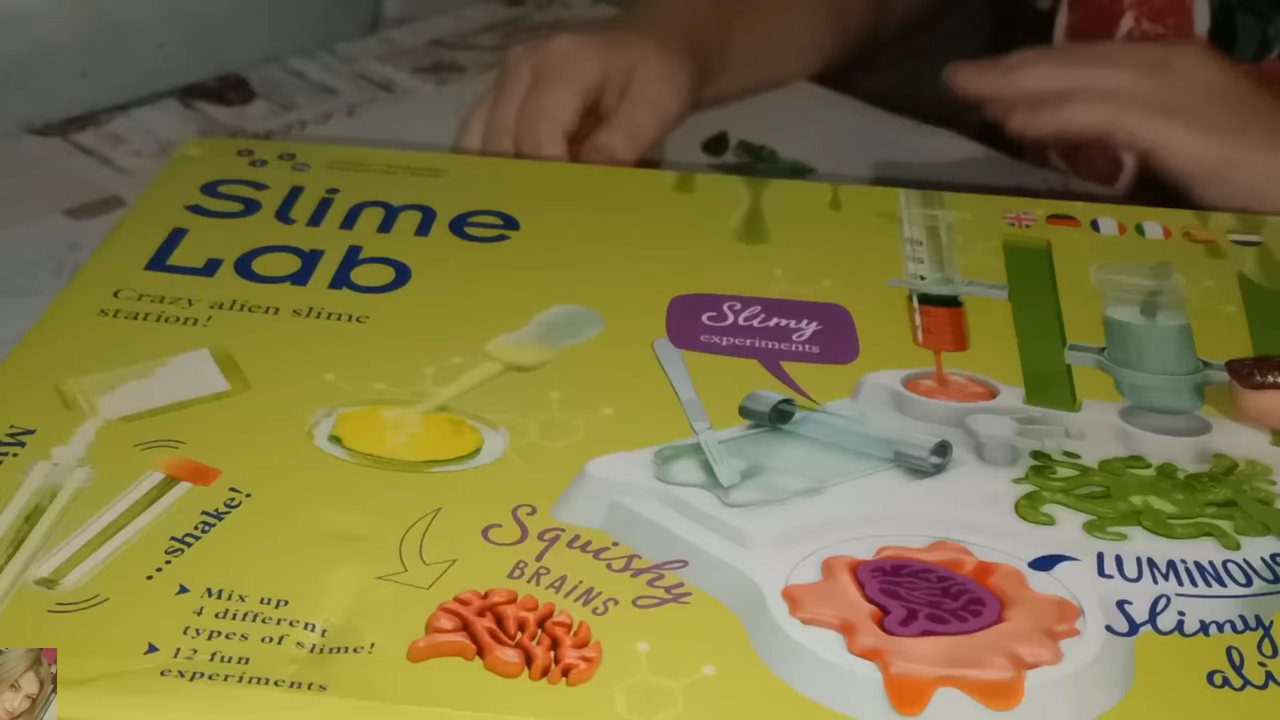 Slime
Lab
Crazy alien slime
station!
Slimy
experiments
...shake!
Squishy
BRAINS
Mix up
4 different
types of slime!
12 fun
experiments
LUMiNOUS
slimy